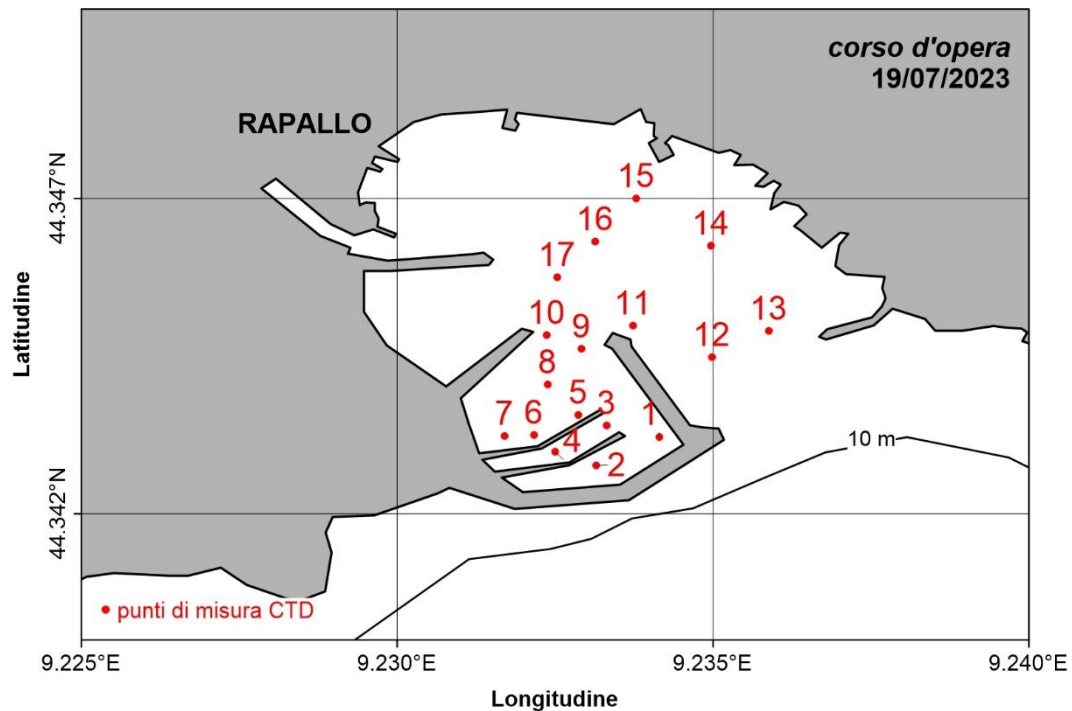 corso d'opera
19/07/2023
RAPALLO
15
16
14
17
11
10
9
13
12
8
5
3
7
6
1
4
2
10 m
44.347°N
44.342°N
Latitudine
punti di misura CTD
9.225°E
9.230°E
9.235°E
9.240°E
Longitudine